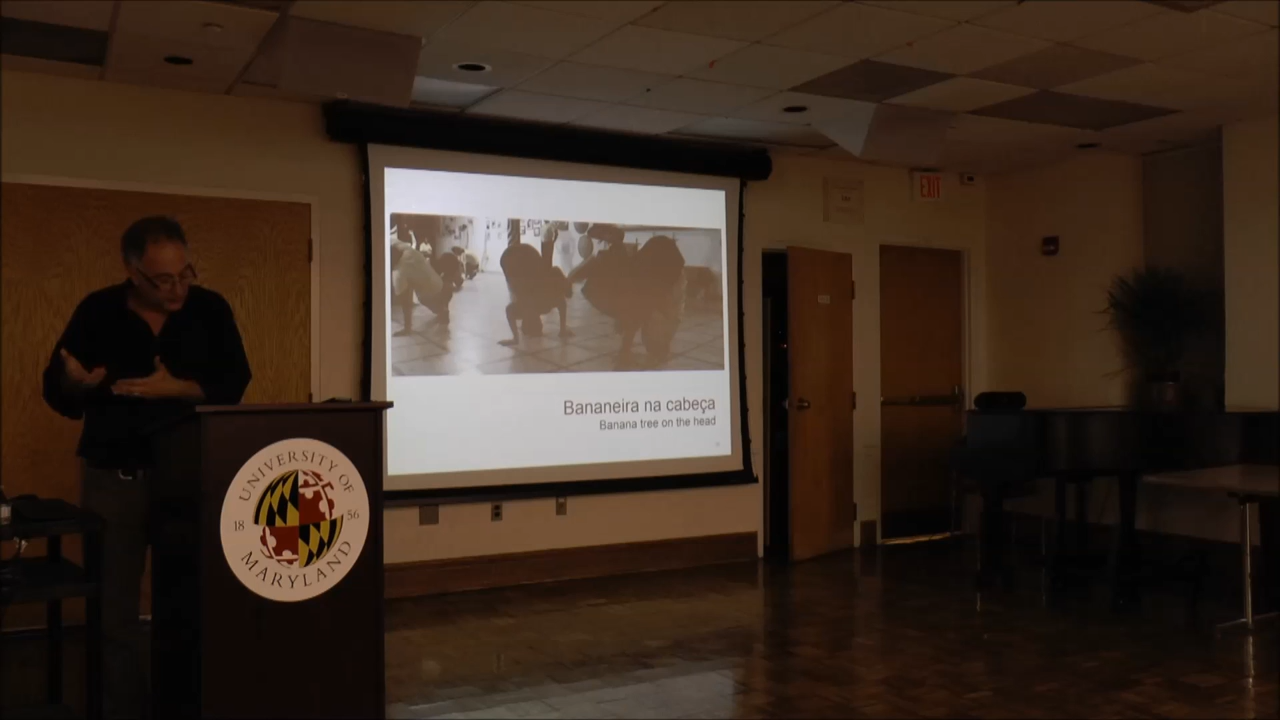 Bananeira na cabeça
Banana tree on the head
EXIT
UNIVERSITY OF
18 56
MARYLAND